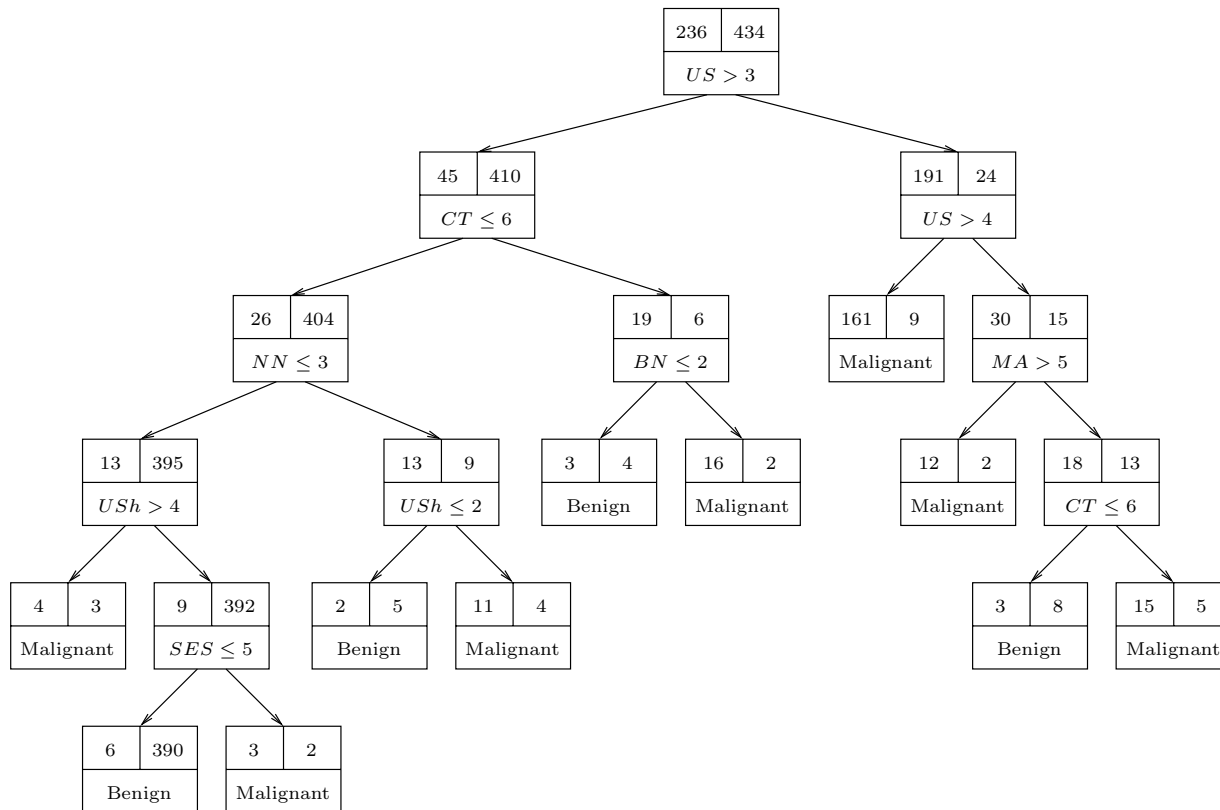 236 434
US > 3
45 410
CT ≤ 6
191 24
US > 4
26 404
NN ≤ 3
19 6
BN ≤ 2
161 9
Malignant
30 15
MA > 5
13 395
USh > 4
13 9
USh ≤ 2
3 4
Benign
16 2
Malignant
12 2
Malignant
18 13
CT ≤ 6
4 3
Malignant
9 392
SES ≤ 5
2 5
Benign
11 4
Malignant
3 8
Benign
15 5
Malignant
6 390
Benign
3 2
Malignant